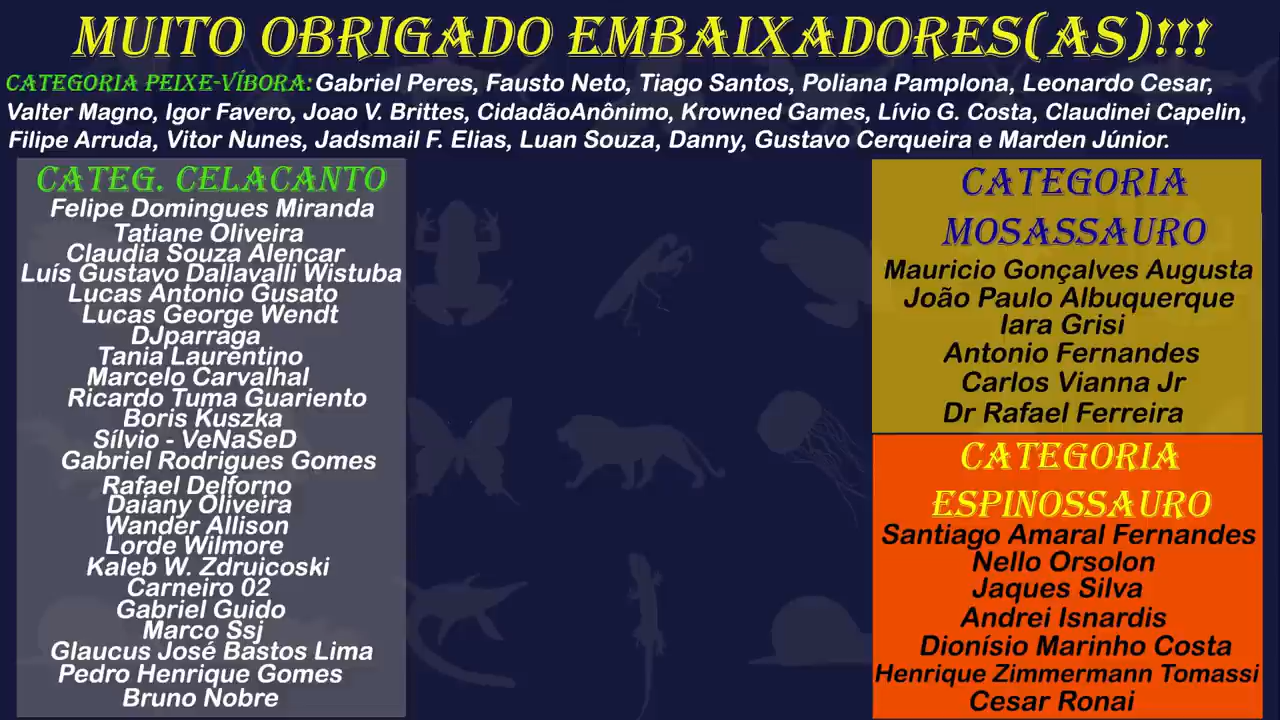 MUITO OBRIGADO EMBAIXADORES(AS)!!!
CATEGORIA PEIXE-VÍBORA: Gabriel Peres, Fausto Neto, Tiago Santos, Poliana Pamplona, Leonardo Cesar,
Valter Magno, Igor Favero, Joao V. Brittes, CidadãoAnônimo, Krowned Games, Lívio G. Costa, Claudinei Capelin,
Filipe Arruda, Vitor Nunes, Jadsmail F. Elias, Luan Souza, Danny, Gustavo Cerqueira e Marden Júnior.
CATEG. CELACANTO
Felipe Domingues Miranda
Tatiane Oliveira
Claudia Souza Alencar
Luís Gustavo Dallavalli Wistuba
Lucas Antonio Gusato
Lucas George Wendt
DJparraga
Tania Laurentino
Marcelo Carvalhal
Ricardo Tuma Guariento
Boris Kuszka
Sílvio - VeNaSeD
Gabriel Rodrigues Gomes
Rafael Delforno
Daiany Oliveira
Wander Allison
Lorde Wilmore
Kaleb W. Zdruicoski
Carneiro 02
Gabriel Guido
Marco Ssj
Glaucus José Bastos Lima
Pedro Henrique Gomes
Bruno Nobre
CATEGORIA
MOSASSAURO
Mauricio Gonçalves Augusta
João Paulo Albuquerque
Iara Grisi
Antonio Fernandes
Carlos Vianna Jr
Dr Rafael Ferreira
CATEGORIA
ESPINOSSAURO
Santiago Amaral Fernandes
Nello Orsolon
Jaques Silva
Andrei Isnardis
Dionísio Marinho Costa
Henrique Zimmermann Tomassi
Cesar Ronai